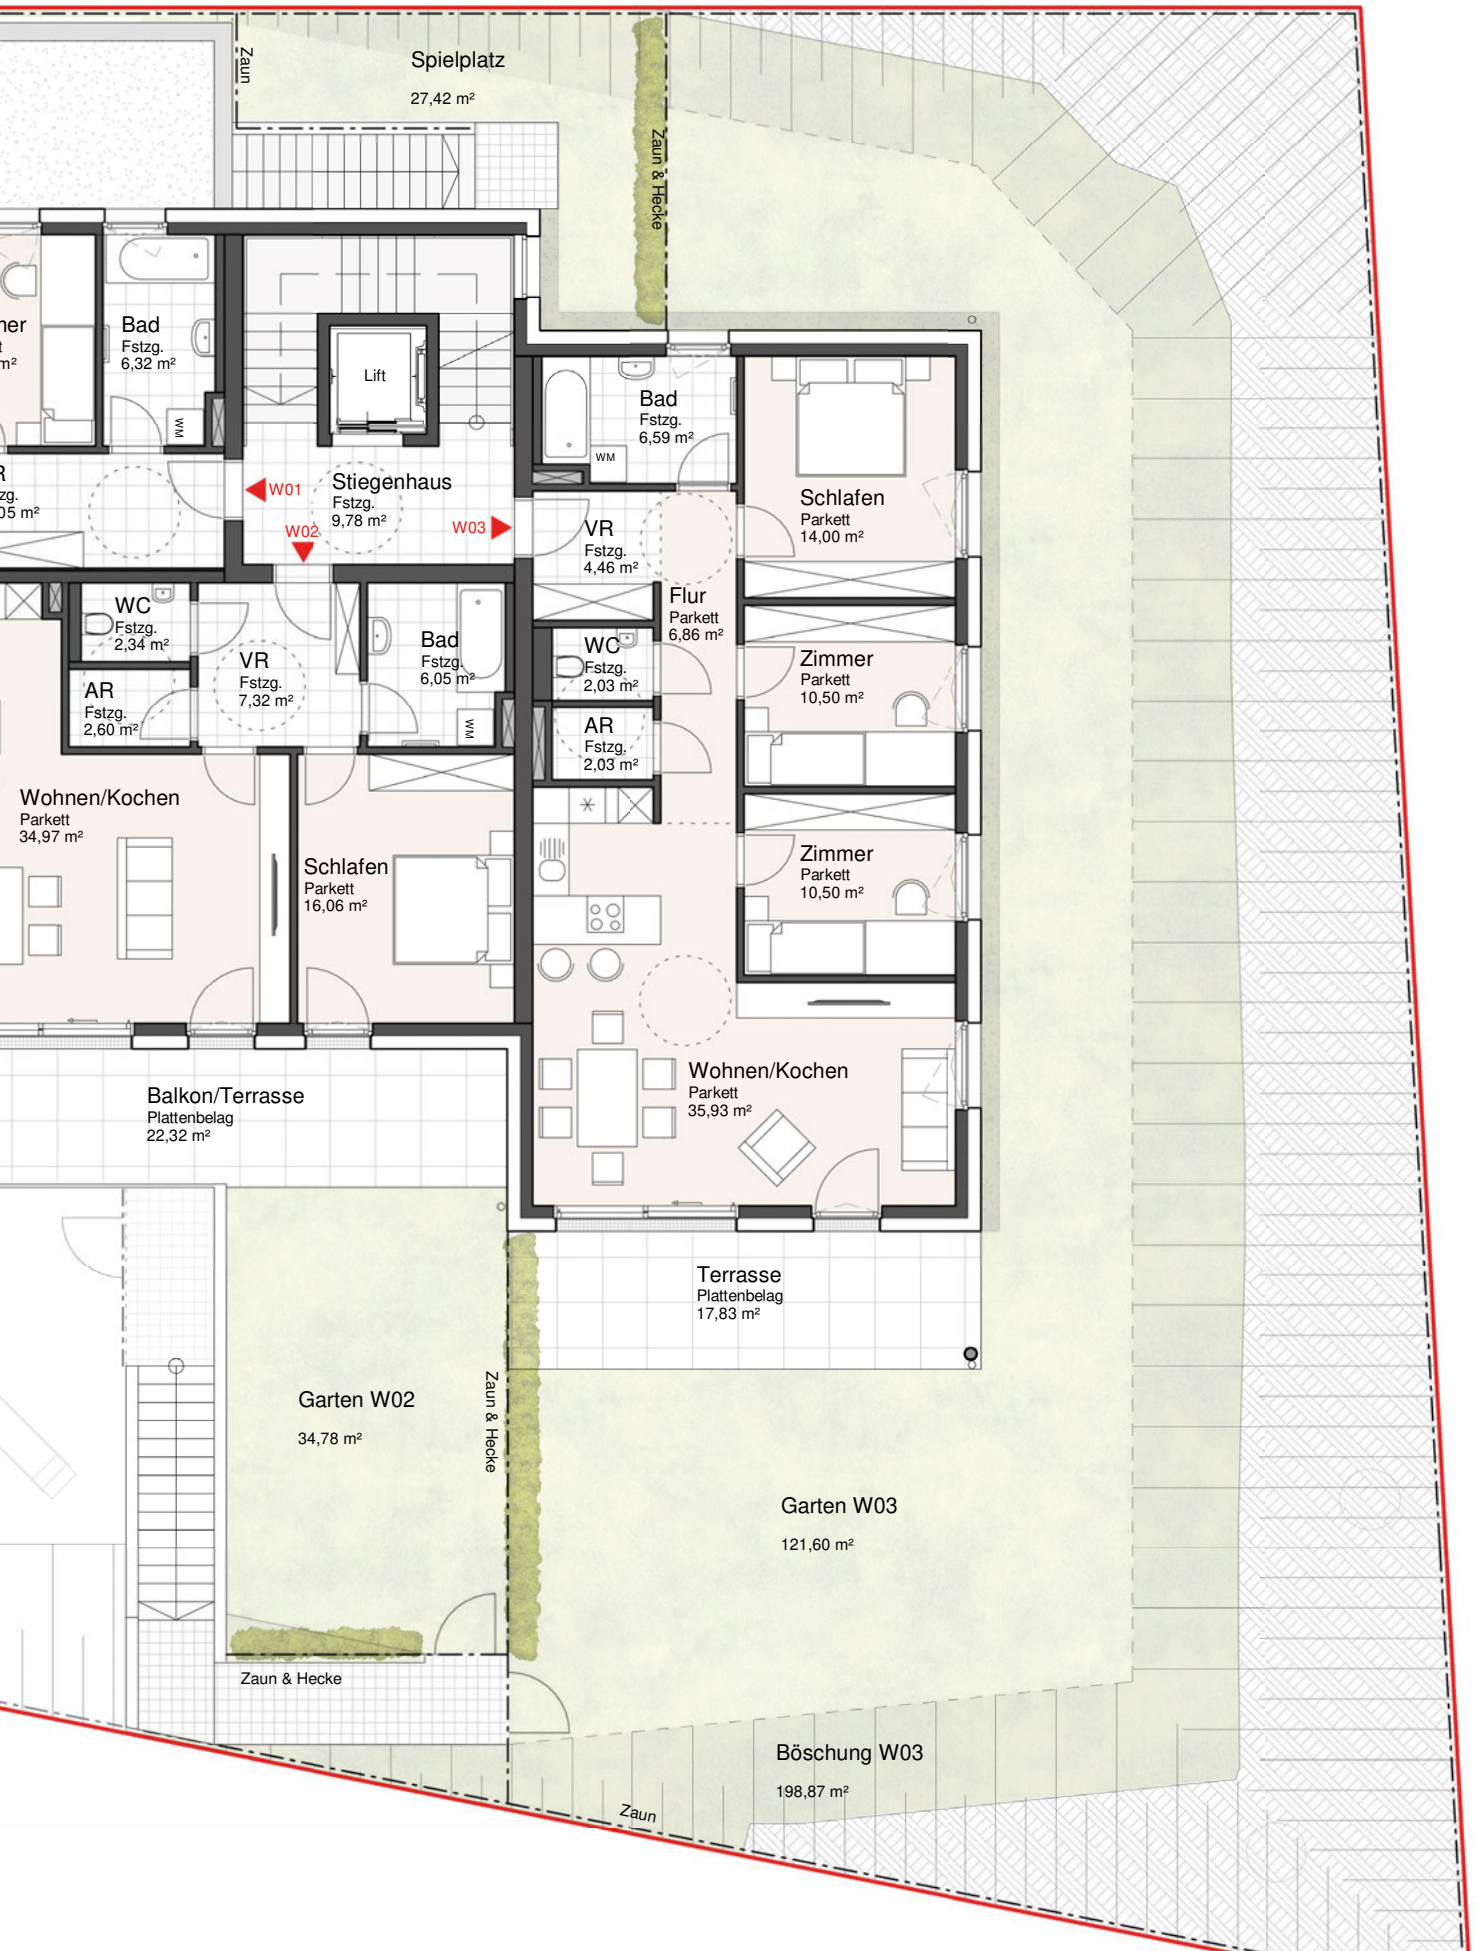 Spielplatz
27,42 m²
Zaun
Zaun & Hecke
Bad
Fstzg.
6,32 m²
WM
Lift
Stiegenhaus
Fstzg.
9,78 m²
W01
W02
W03
Bad
Fstzg.
6,59 m²
WM
Schlafen
Parkett
14,00 m²
VR
Fstzg.
4,46 m²
Flur
Parkett
6,86 m²
WC
Fstzg.
2,03 m²
AR
Fstzg.
2,03 m²
Zimmer
Parkett
10,50 m²
Zimmer
Parkett
10,50 m²
WC
Fstzg.
2,34 m²
AR
Fstzg.
2,60 m²
VR
Fstzg.
7,32 m²
Bad
Fstzg.
6,05 m²
WM
Wohnen/Kochen
Parkett
34,97 m²
Schlafen
Parkett
16,06 m²
Wohnen/Kochen
Parkett
35,93 m²
Balkon/Terrasse
Plattenbelag
22,32 m²
Terrasse
Plattenbelag
17,83 m²
Garten W02
34,78 m²
Zaun & Hecke
Garten W03
121,60 m²
Zaun & Hecke
Böschung W03
198,87 m²
Zaun